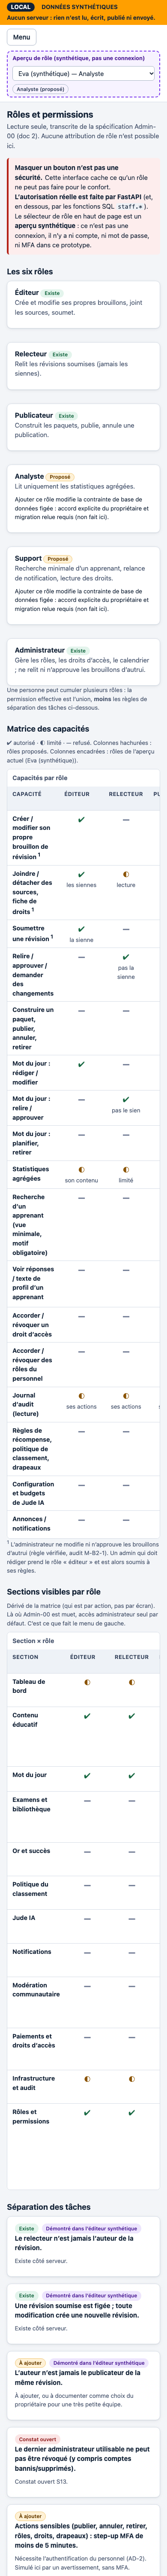 LOCAL DONNÉES SYNTHÉTIQUES
Aucun serveur : rien n'est lu, écrit, publié ni envoyé.
Menu
Aperçu de rôle (synthétique, pas une connexion)
Eva (synthétique) — Analyste
Analyste (proposé)
Rôles et permissions
Lecture seule, transcrite de la spécification Admin-
00 (doc 2). Aucune attribution de rôle n'est possible
ici.
Masquer un bouton n'est pas une
sécurité. Cette interface cache ce qu'un rôle
ne peut pas faire pour le confort.
L'autorisation réelle est faite par FastAPI (et,
en dessous, par les fonctions SQL staff.*).
Le sélecteur de rôle en haut de page est un
aperçu synthétique : ce n'est pas une
connexion, il n'y a ni compte, ni mot de passe,
ni MFA dans ce prototype.
Les six rôles
Éditeur Existe
Crée et modifie ses propres brouillons, joint
les sources, soumet.
Relecteur Existe
Relit les révisions soumises (jamais les
siennes).
Publicateur Existe
Construit les paquets, publie, annule une
publication.
Analyste Proposé
Lit uniquement les statistiques agrégées.
Ajouter ce rôle modifie la contrainte de base de
données figée : accord explicite du propriétaire et
migration relue requis (non fait ici).
Support Proposé
Recherche minimale d'un apprenant, relance
de notification, lecture des droits.
Ajouter ce rôle modifie la contrainte de base de
données figée : accord explicite du propriétaire et
migration relue requis (non fait ici).
Administrateur Existe
Gère les rôles, les droits d'accès, le calendrier
; ne relit ni n'approuve les brouillons d'autrui.
Une personne peut cumuler plusieurs rôles : la
permission effective est l'union, moins les règles de
séparation des tâches ci-dessous.
Matrice des capacités
✔ autorisé · ◐ limité · — refusé. Colonnes hachurées :
rôles proposés. Colonnes encadrées : rôles de l'aperçu
actuel (Eva (synthétique)).
Capacités par rôle
CAPACITÉ ÉDITEUR RELECTEUR PU
Créer /
modifier son
propre
brouillon de
révision 1 ✔ —
Joindre /
détacher des
sources,
fiche de
droits 1 ✔ les siennes ◐ lecture
Soumettre
une révision 1 ✔ la sienne —
Relire /
approuver /
demander
des
changements — ✔ pas la sienne
Construire un
paquet,
publier,
annuler,
retirer — —
Mot du jour :
rédiger /
modifier ✔ —
Mot du jour :
relire /
approuver — ✔ pas le sien
Mot du jour :
planifier,
retirer — —
Statistiques
agrégées ◐ son contenu ◐ limité
Recherche
d'un
apprenant
(vue
minimale,
motif
obligatoire) — —
Voir réponses
/ texte de
profil d'un
apprenant — —
Accorder /
révoquer un
droit d'accès — —
Accorder /
révoquer des
rôles du
personnel — —
Journal
d'audit
(lecture) ◐ ses actions ◐ ses actions
Règles de
récompense,
politique de
classement,
drapeaux — —
Configuration
et budgets
de Jude IA — —
Annonces /
notifications — —
1 L'administrateur ne modifie ni n'approuve les brouillons
d'autrui (règle vérifiée, audit M-B2-1). Un admin qui doit
rédiger prend le rôle « éditeur » et est alors soumis à
ses règles.
Sections visibles par rôle
Dérivé de la matrice (qui est par action, pas par écran).
Là où Admin-00 est muet, accès administrateur seul par
défaut. C'est ce que fait le menu de gauche.
Section × rôle
SECTION ÉDITEUR RELECTEUR
Tableau de
bord ◐ ◐
Contenu
éducatif ✔ ✔
Mot du jour ✔ ✔
Examens et
bibliothèque — —
Or et succès — —
Politique du
classement — —
Jude IA — —
Notifications — —
Modération
communautaire — —
Paiements et
droits d'accès — —
Infrastructure
et audit ◐ ◐
Rôles et
permissions ✔ ✔
Séparation des tâches
Existe Démontré dans l'éditeur synthétique
Le relecteur n'est jamais l'auteur de la
révision.
Existe côté serveur.
Existe Démontré dans l'éditeur synthétique
Une révision soumise est figée ; toute
modification crée une nouvelle révision.
Existe côté serveur.
À ajouter Démontré dans l'éditeur synthétique
L'auteur n'est jamais le publicateur de la
même révision.
À ajouter, ou à documenter comme choix du
propriétaire pour une très petite équipe.
Constat ouvert
Le dernier administrateur utilisable ne peut
pas être révoqué (y compris comptes
bannis/supprimés).
Constat ouvert S13.
À ajouter
Actions sensibles (publier, annuler, retirer,
rôles, droits, drapeaux) : step-up MFA de
moins de 5 minutes.
Nécessite l'authentification du personnel (AD-2).
Simulé ici par un avertissement, sans MFA.